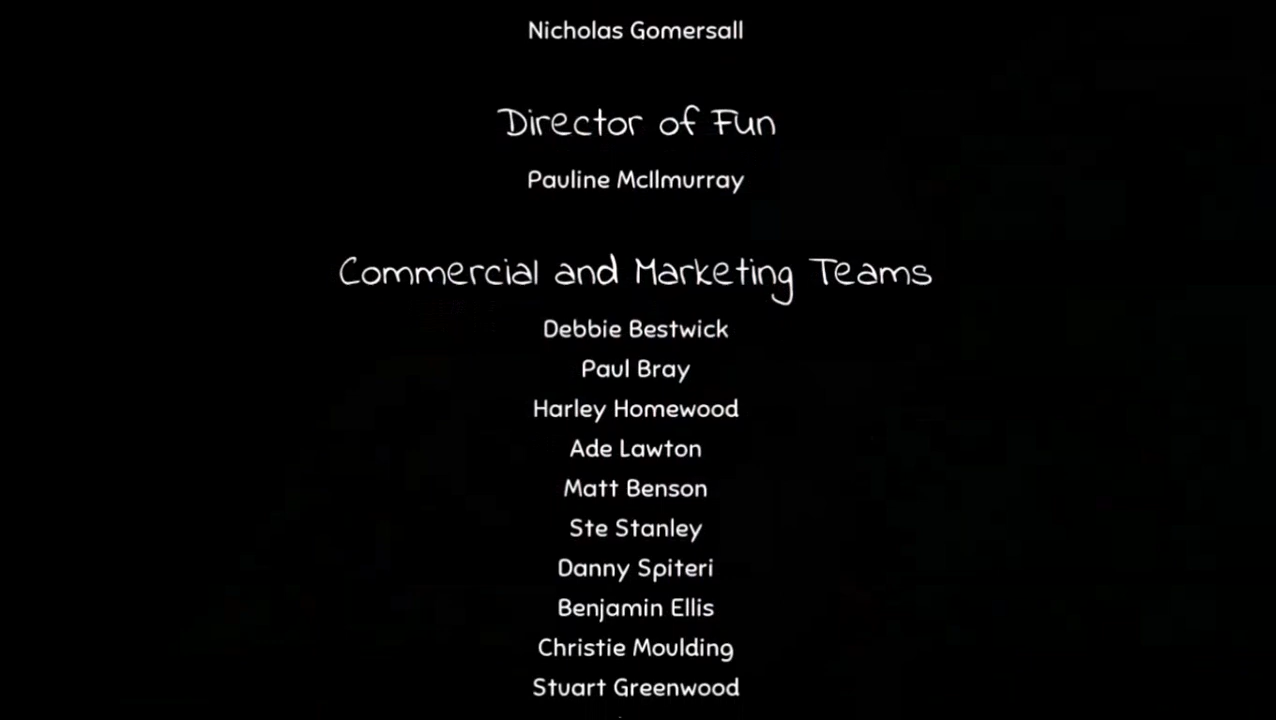 Nicholas Gomersall
Director of Fun
Pauline McIlmurray
Commercial and Marketing Teams
Debbie Bestwick
Paul Bray
Harley Homewood
Ade Lawton
Matt Benson
Ste Stanley
Danny Spiteri
Benjamin Ellis
Christie Moulding
Stuart Greenwood